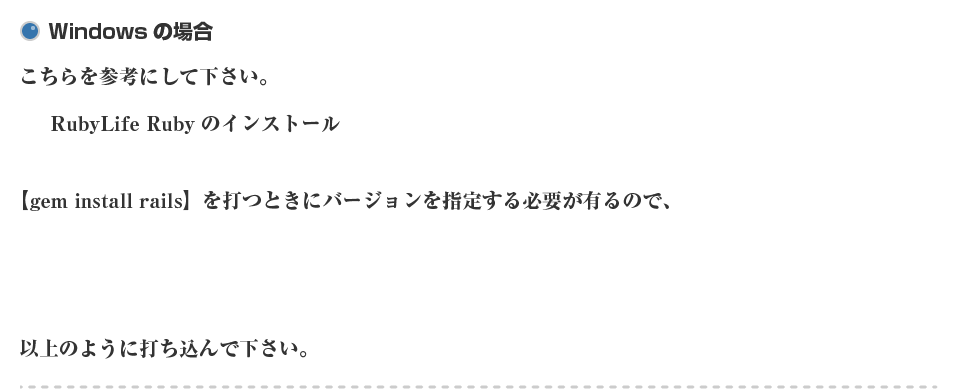 Windows の場合
こちらを参考にして下さい。
RubyLife Ruby のインストール
【gem install rails】を打つときにバージョンを指定する必要が有るので、
以上のように打ち込んで下さい。